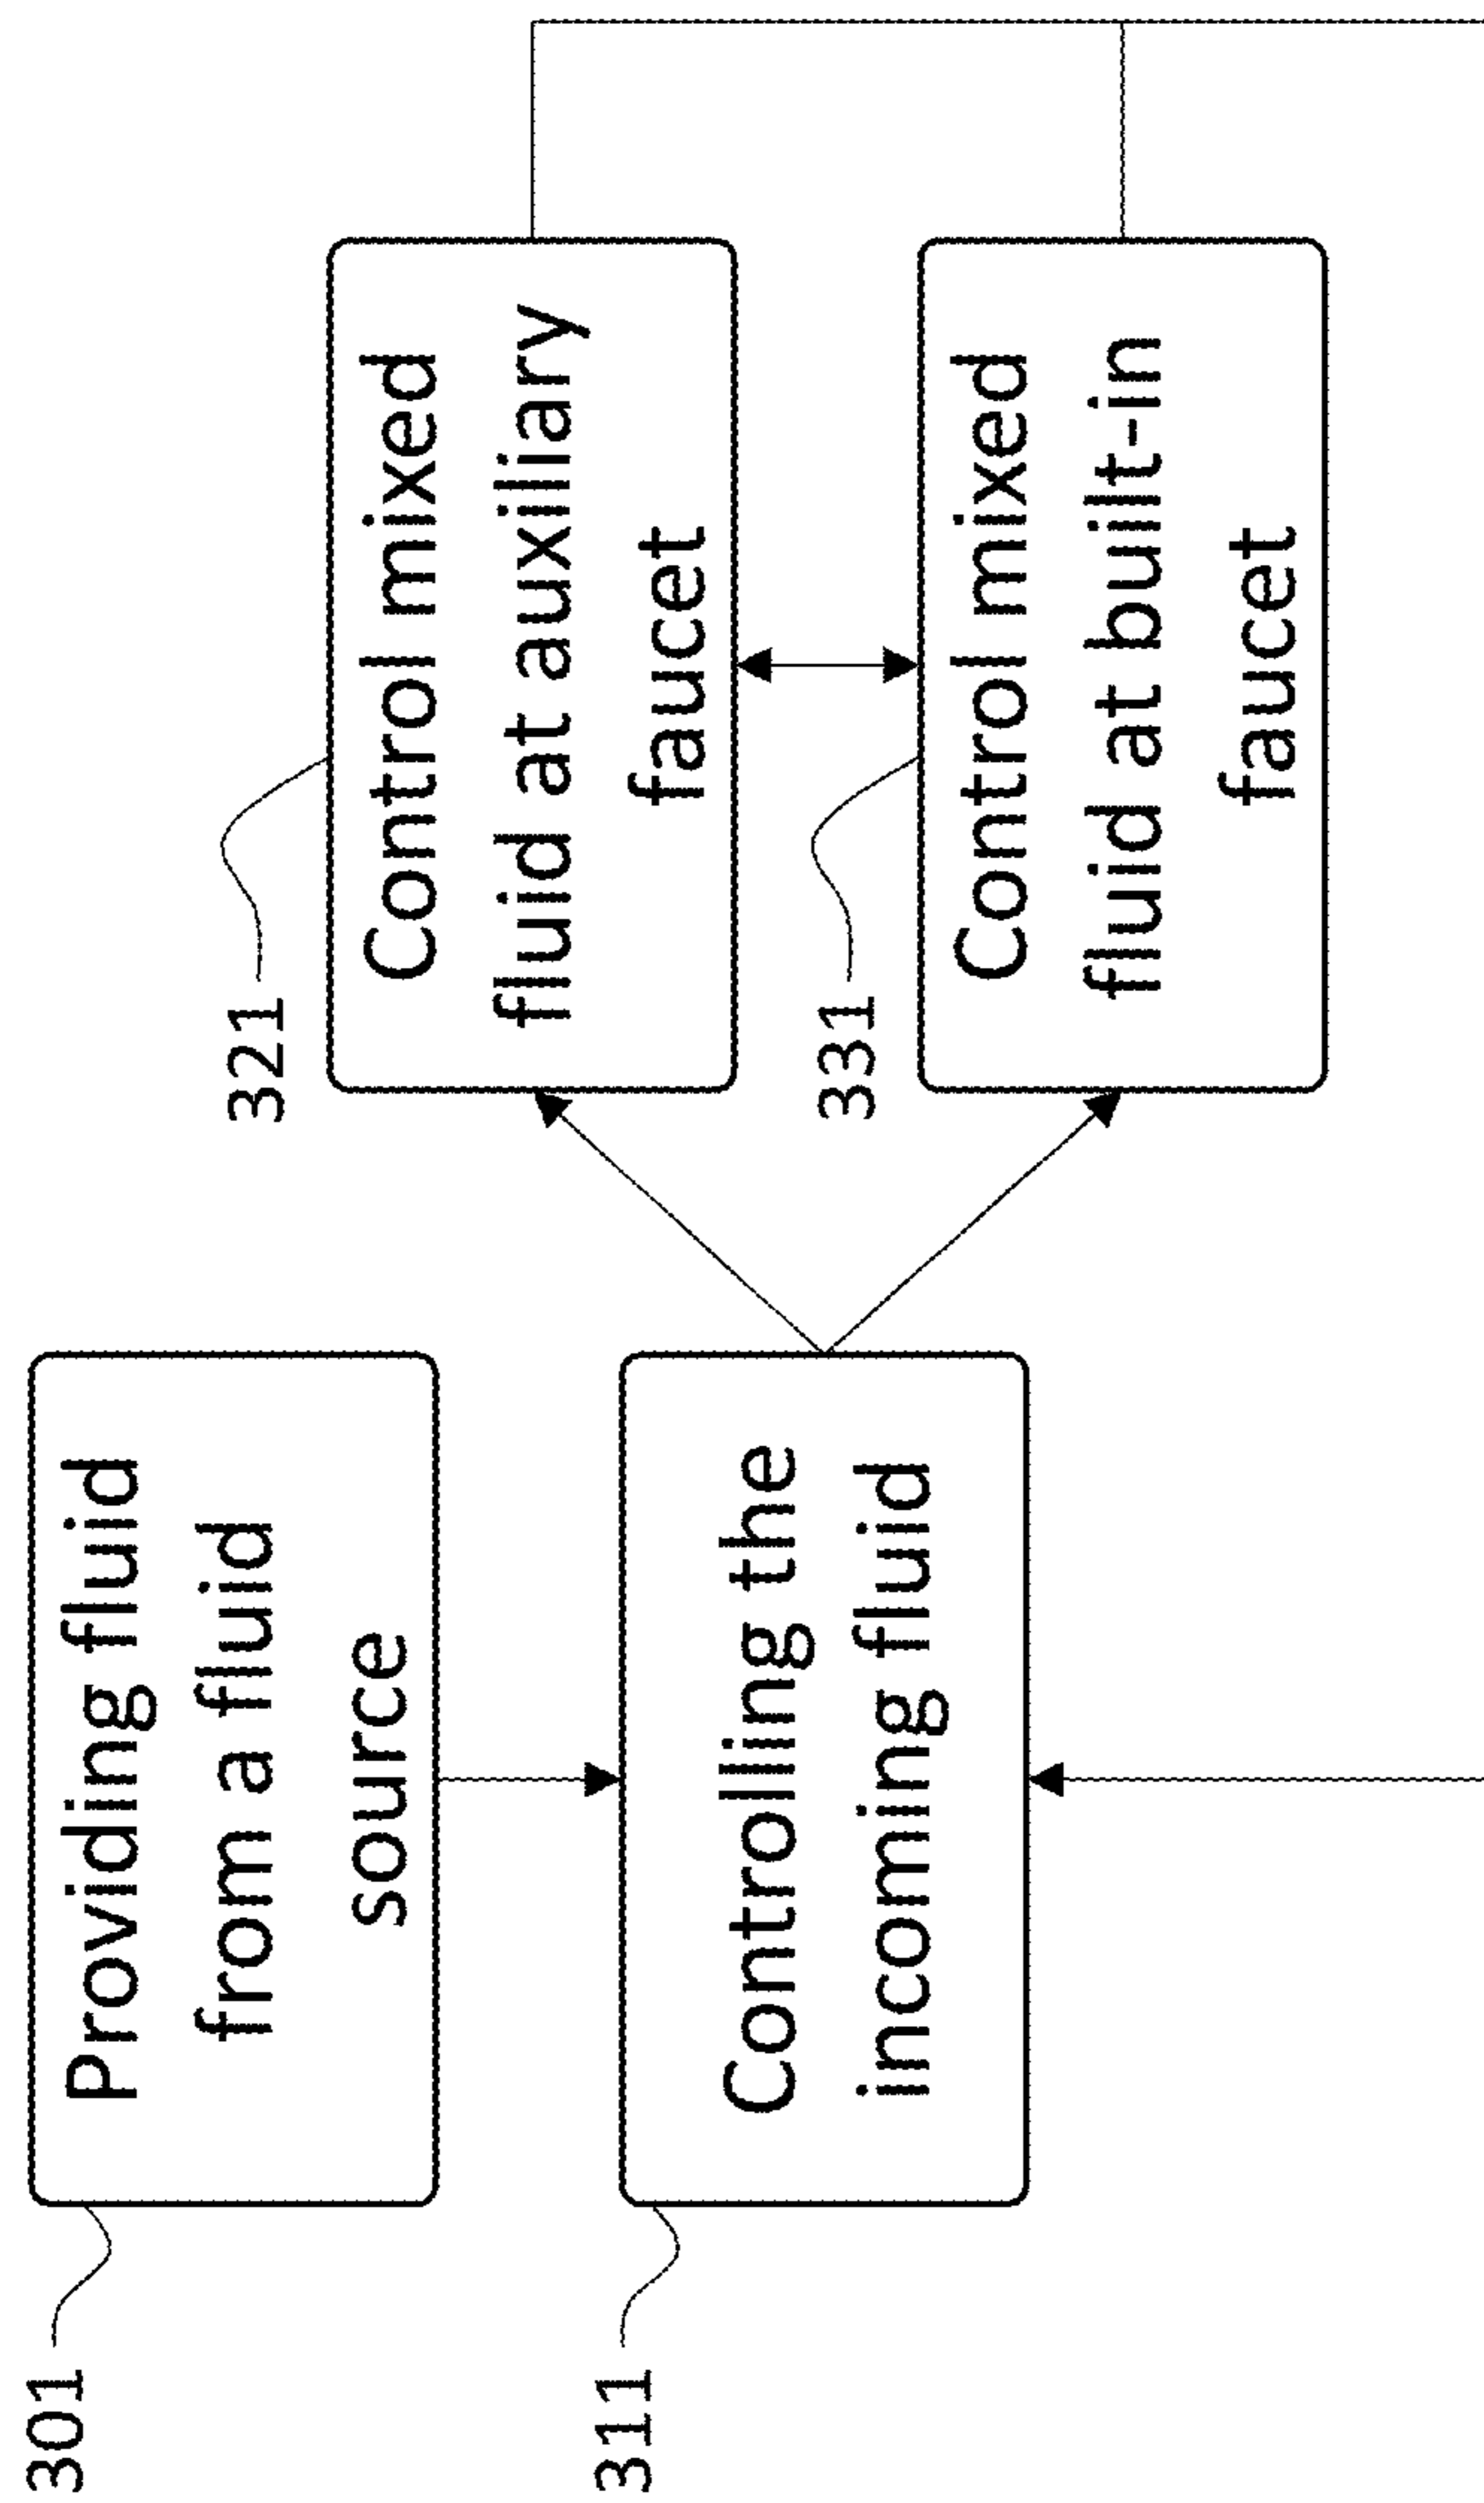 301
Providing fluid
from a fluid
source
311
Controlling the
incoming fluid
321
Control mixed
fluid at auxiliary
faucet
331
Control mixed
fluid at built-in
faucet